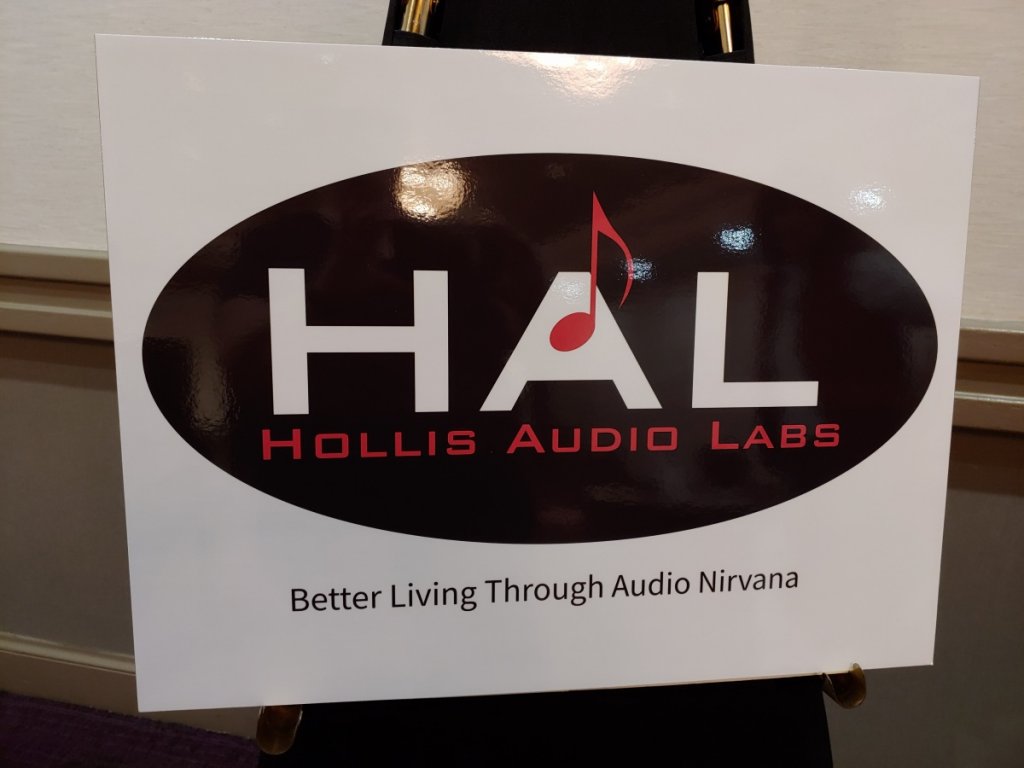 HAL
HOLLIS AUDIO LABS
Better Living Through Audio Nirvana